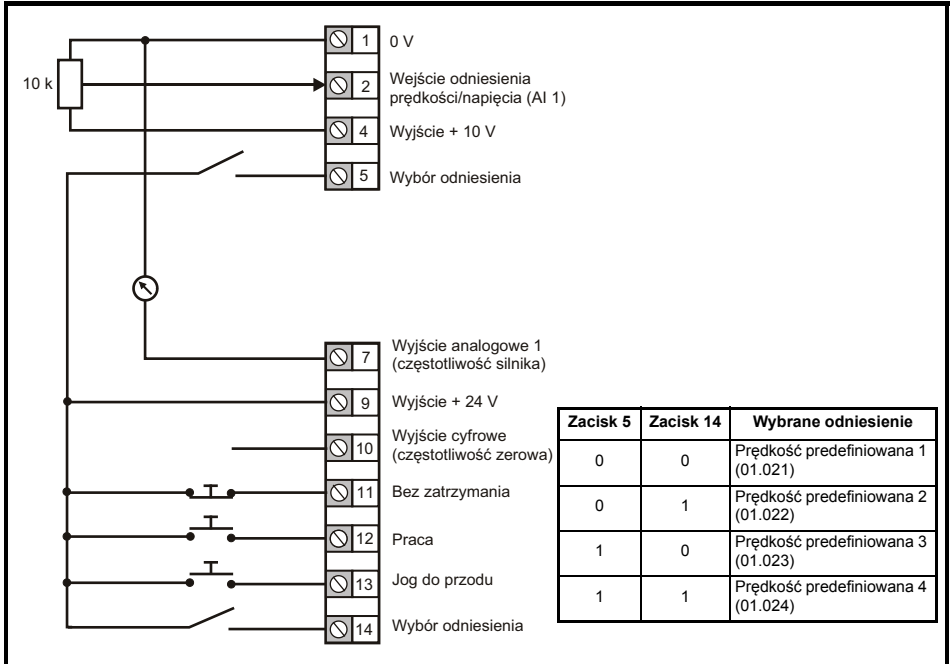 1 0 V
10 k
2 Wejście odniesienia
prędkości/napięcia (AI 1)
4 Wyjście + 10 V
5 Wybór odniesienia
7 Wyjście analogowe 1
(częstotliwość silnika)
9 Wyjście + 24 V
10 Wyjście cyfrowe
(częstotliwość zerowa)
11 Bez zatrzymania
12 Praca
13 Jog do przodu
14 Wybór odniesienia
Zacisk 5 Zacisk 14 Wybrane odniesienie
0 0 Prędkość predefiniowana 1
(01.021)
0 1 Prędkość predefiniowana 2
(01.022)
1 0 Prędkość predefiniowana 3
(01.023)
1 1 Prędkość predefiniowana 4
(01.024)